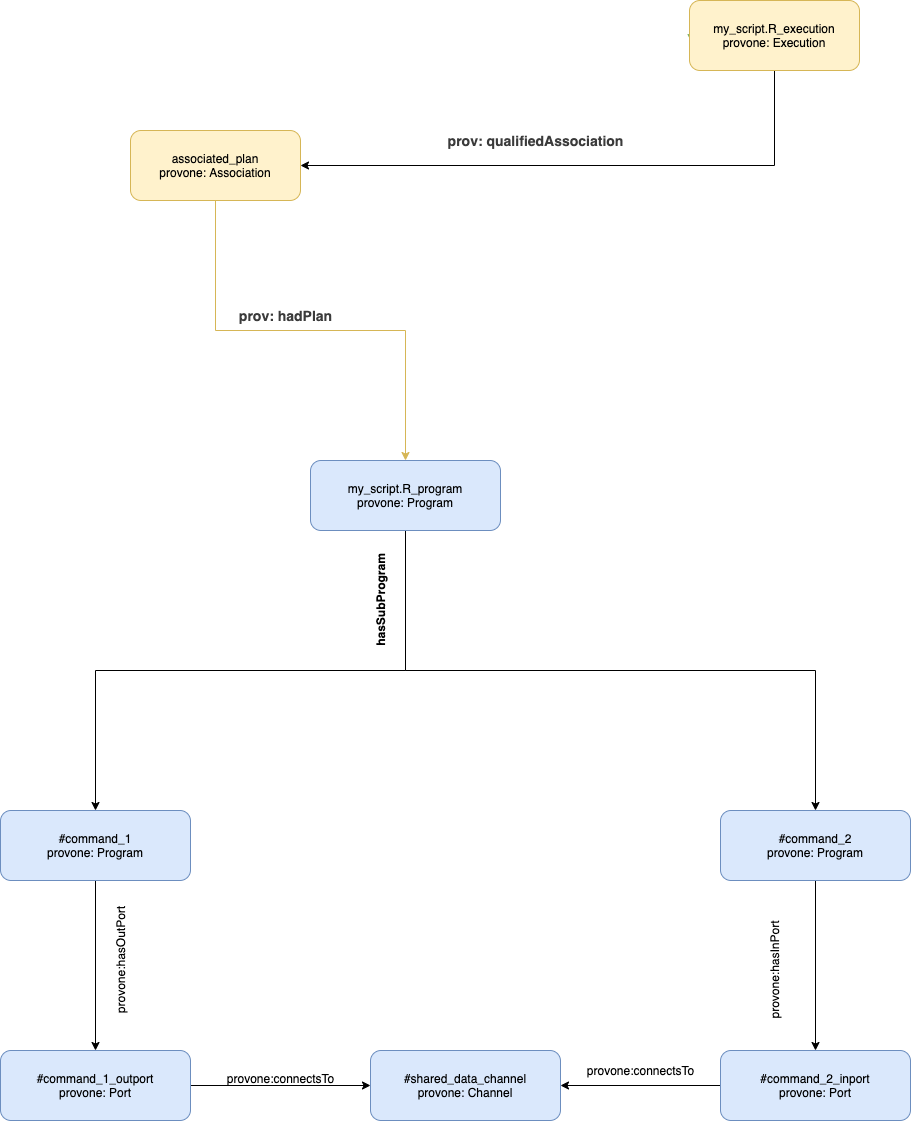 my_script.R_execution
provone: Execution
prov: qualifiedAssociation
associated_plan
provone: Association
prov: hadPlan
my_script.R_program
provone: Program
hasSubProgram
#command_1
provone: Program
#command_2
provone: Program
provone:hasOutPort
provone:hasInPort
#command_1_outport
provone: Port
provone:connectsTo
#shared_data_channel
provone: Channel
provone:connectsTo
#command_2_inport
provone: Port